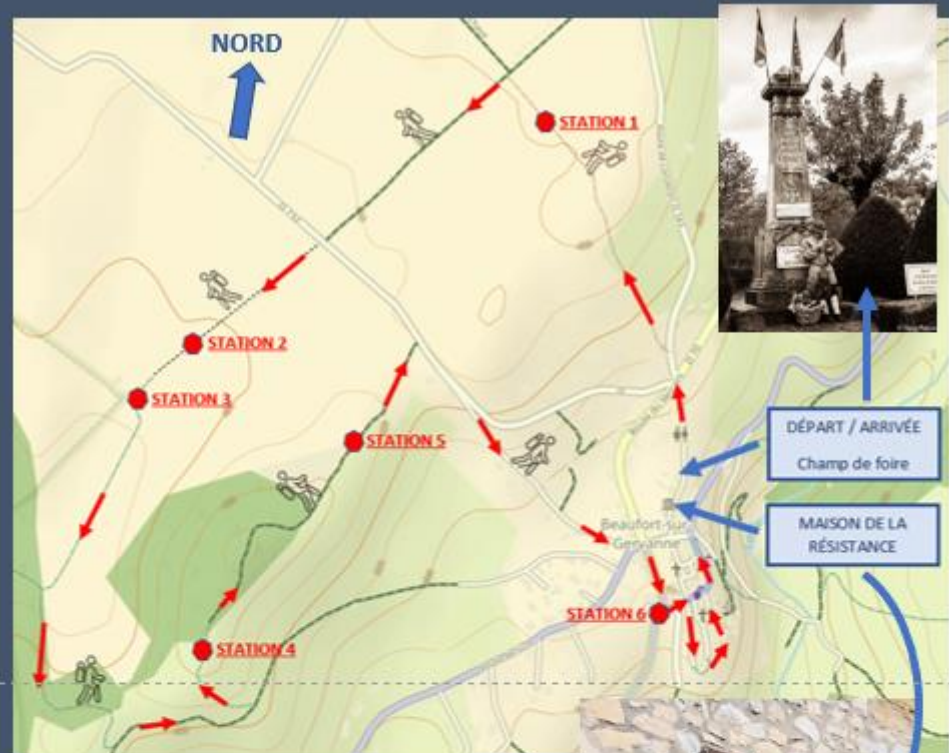 NORD
STATION 1
STATION 2
STATION 3
STATION 5
DÉPART / ARRIVÉE
Champ de foire
Beaufort-sur-
Gervanne
MAISON DE LA
RÉSISTANCE
STATION 6
STATION 4